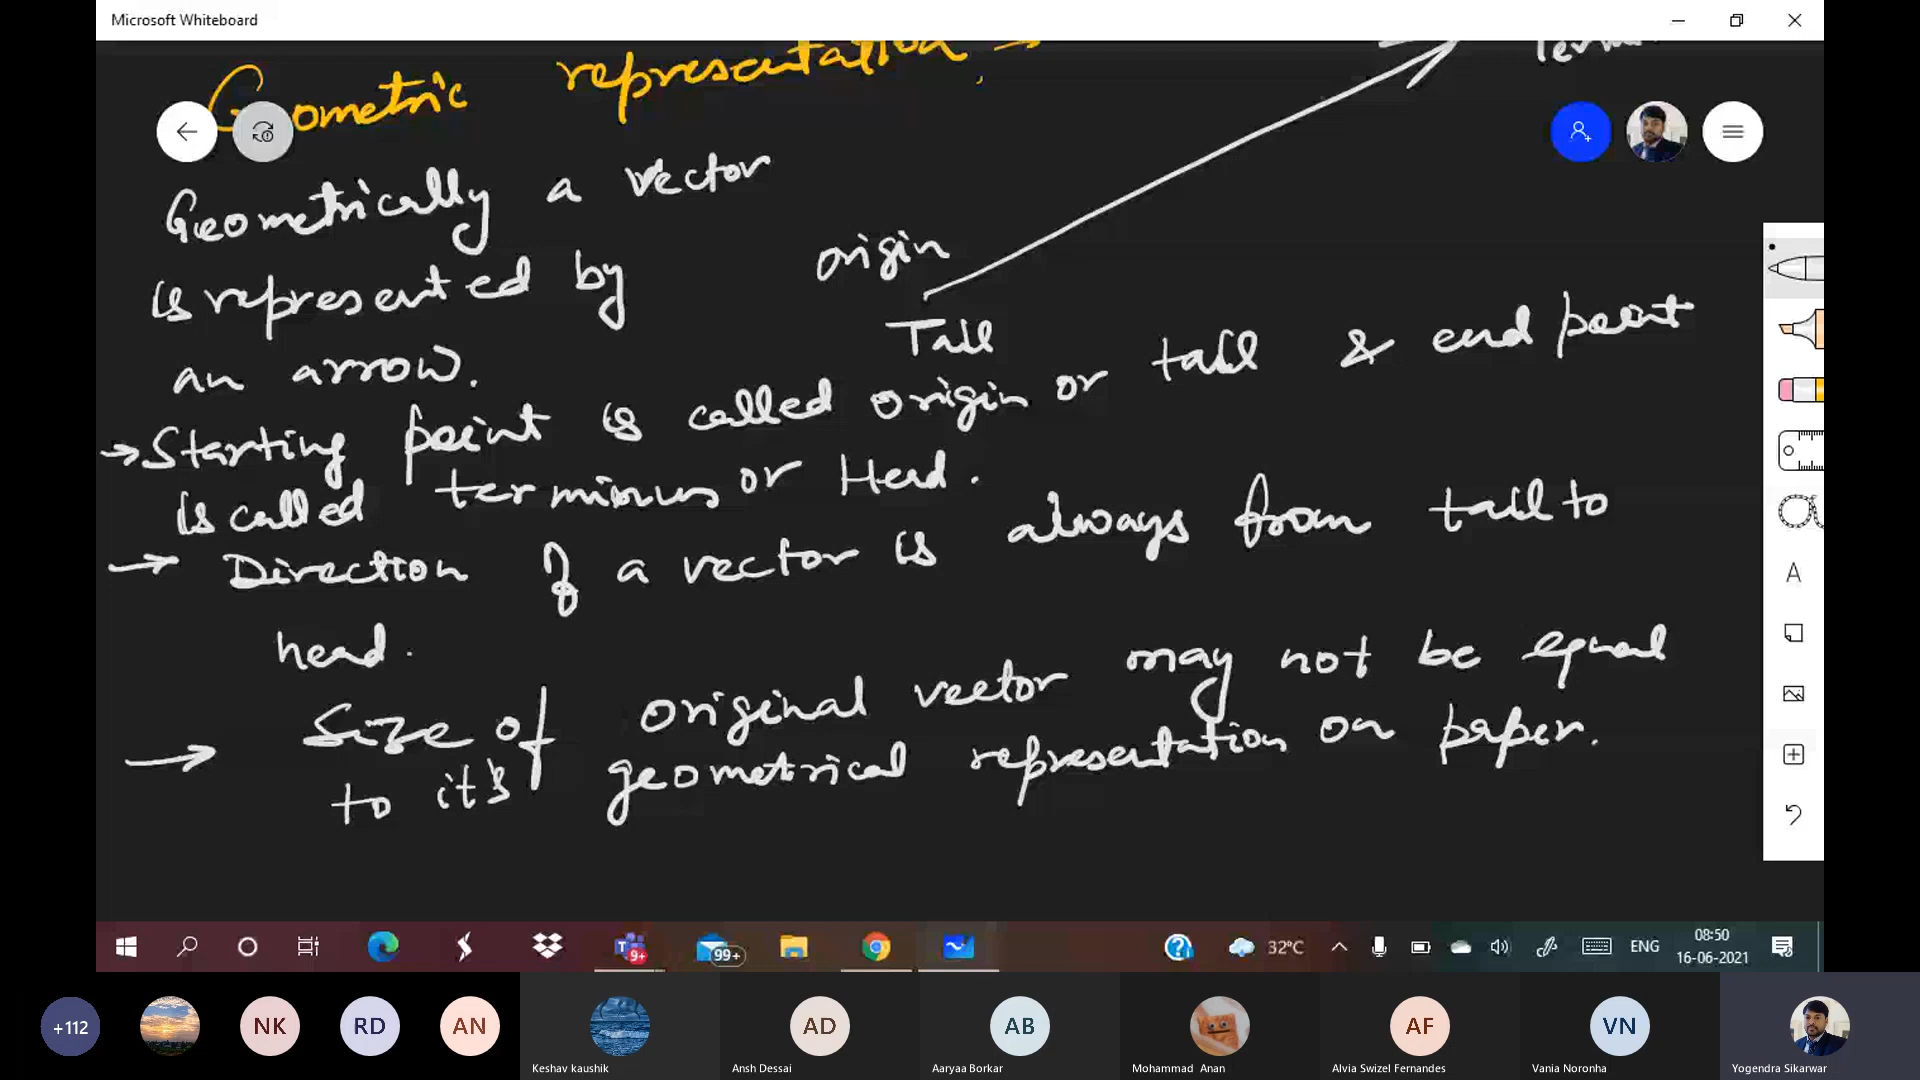 Microsoft Whiteboard
Geometric representation →
Geometrically a vector
is represented by
an arrow.
origin
Tail
→ Starting point is called origin or tail & end point
is called terminus or Head.
→ Direction of a vector is always from tail to
head.
→ Size of original vector may not be equal
to it's geometrical representation on paper.
A
9+
99+
32°C
ENG
08:50
16-06-2021
+112
NK
RD
AN
Keshav kaushik
AD
Ansh Dessai
AB
Aaryaa Borkar
Mohammad Anan
AF
Alvia Swizel Fernandes
VN
Vania Noronha
Yogendra Sikarwar